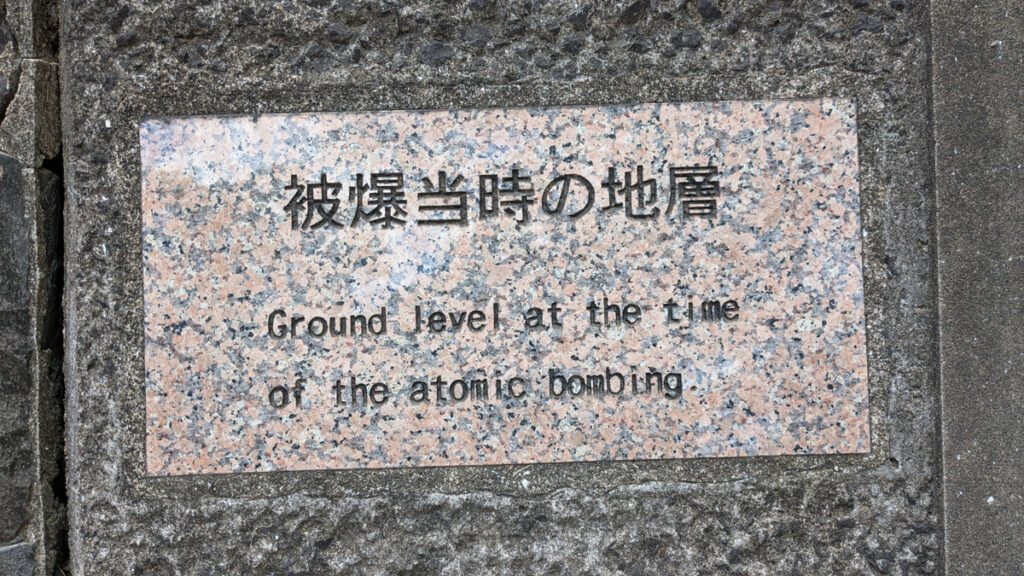 被爆当時の地層
Ground level at the time
of the atomic bombing